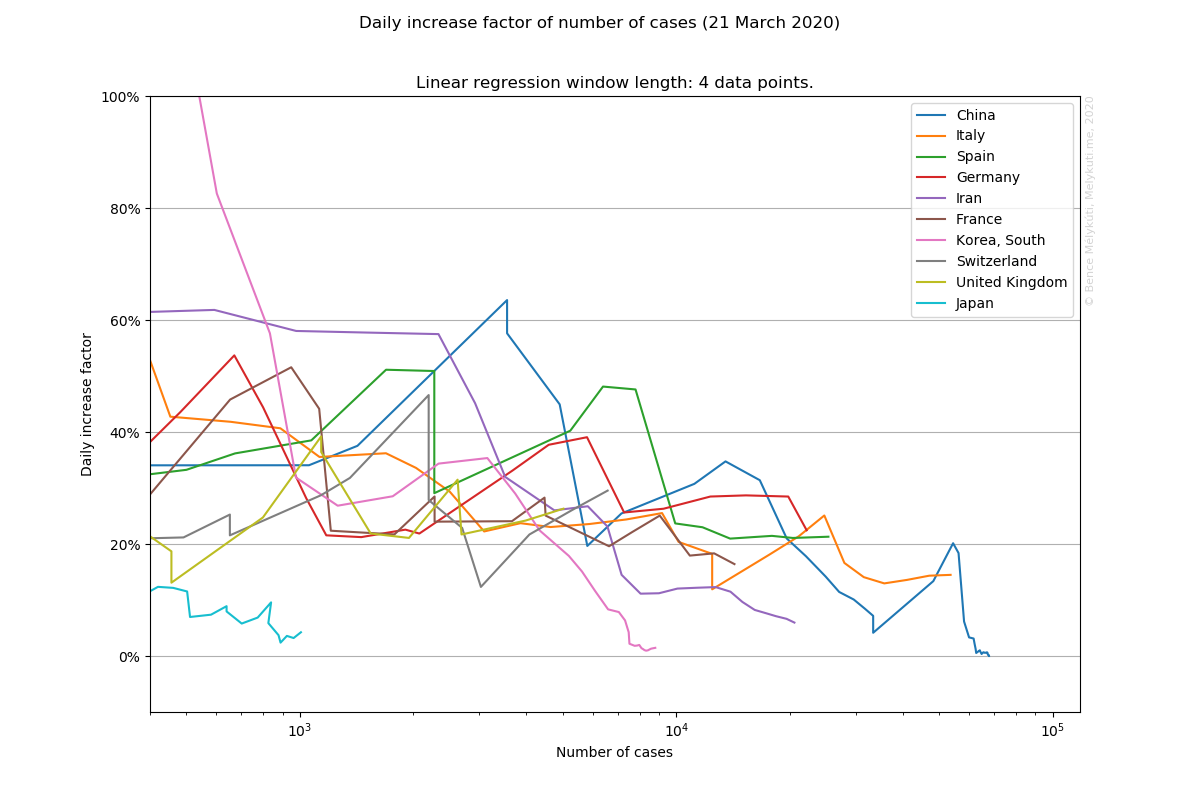 Daily increase factor of number of cases (21 March 2020)
Linear regression window length: 4 data points.
100%
80%
60%
40%
20%
0%
Daily increase factor
China
Italy
Spain
Germany
Iran
France
Korea, South
Switzerland
United Kingdom
Japan
© Bence Mélykúti, Melykuti.me, 2020
10³
10⁴
10⁵
Number of cases